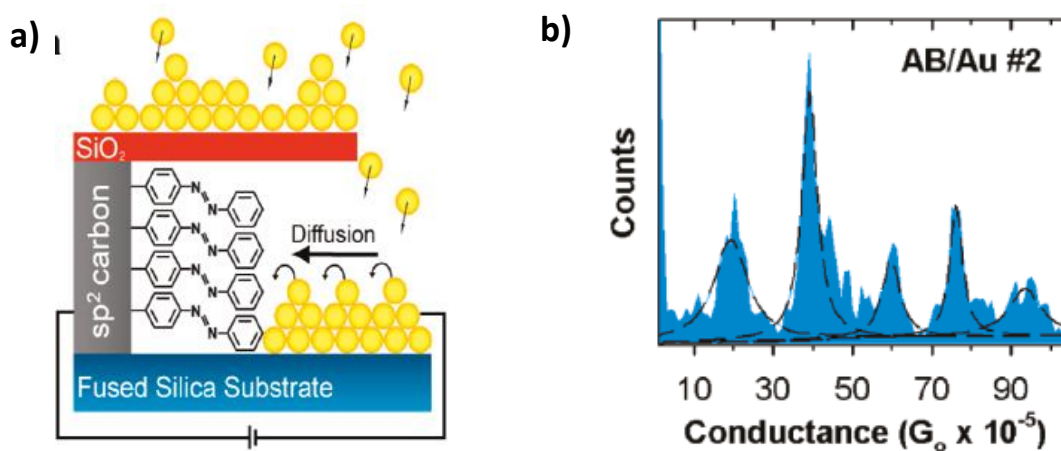 a)
a
SiO₂
sp² carbon
N
N
N
N
N
N
N
N
Diffusion
Fused Silica Substrate
b)
AB/Au #2
Counts
10 30 50 70 90
Conductance (Gₒ x 10⁻⁵)